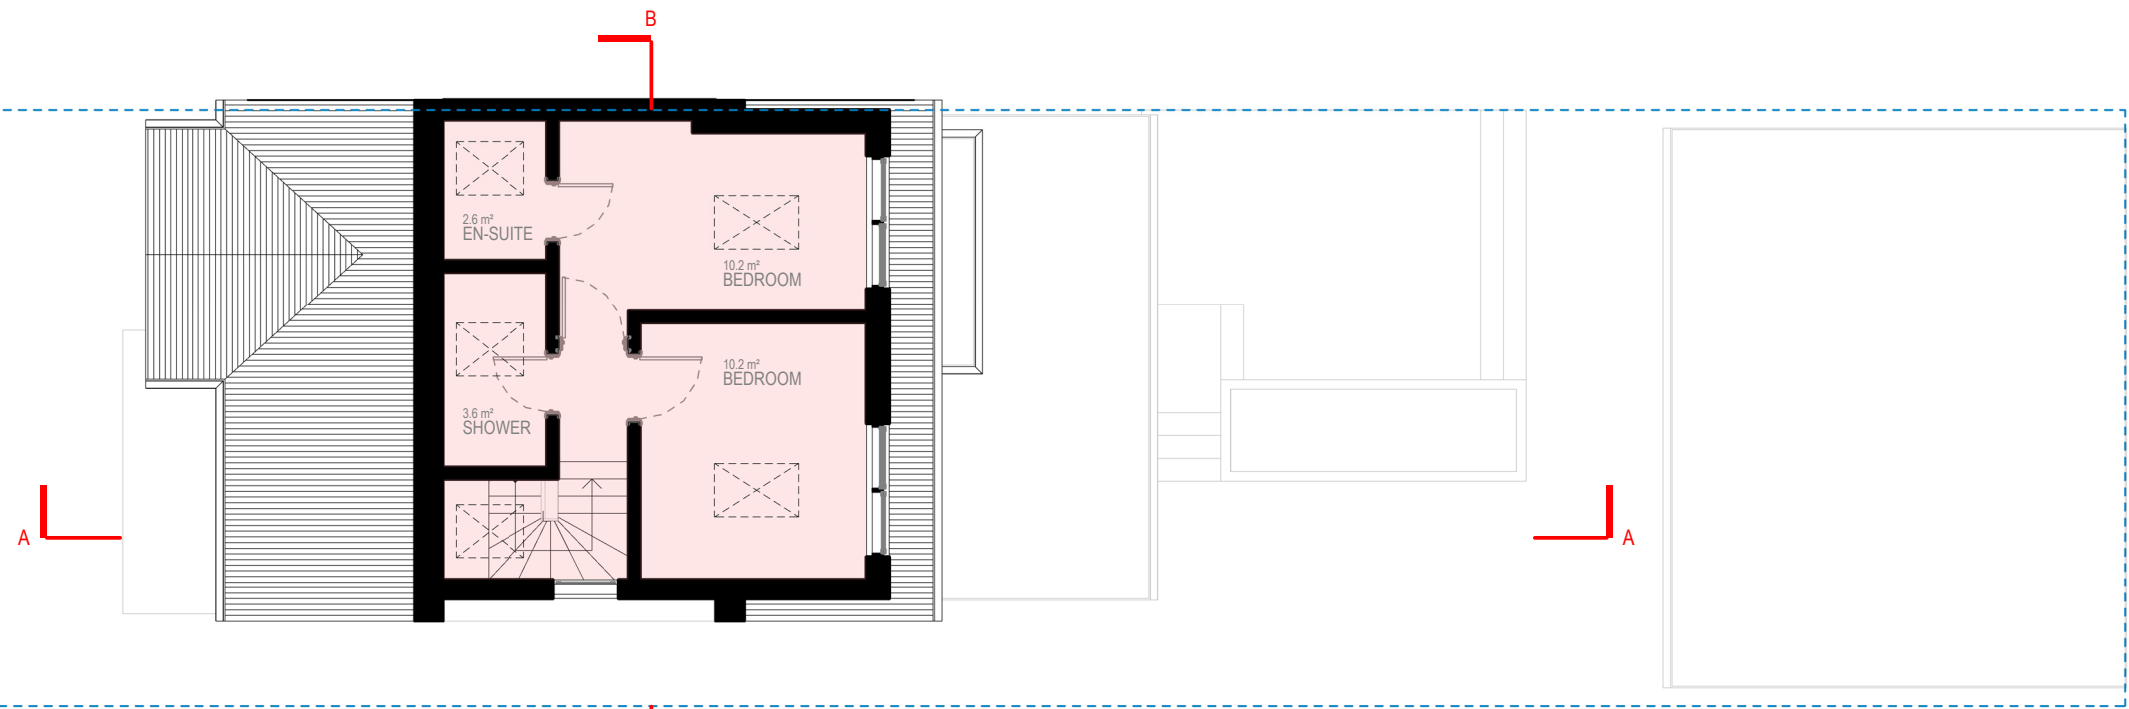 B
2.6 m²
EN-SUITE
10.2 m²
BEDROOM
10.2 m²
BEDROOM
3.6 m²
SHOWER
A
A